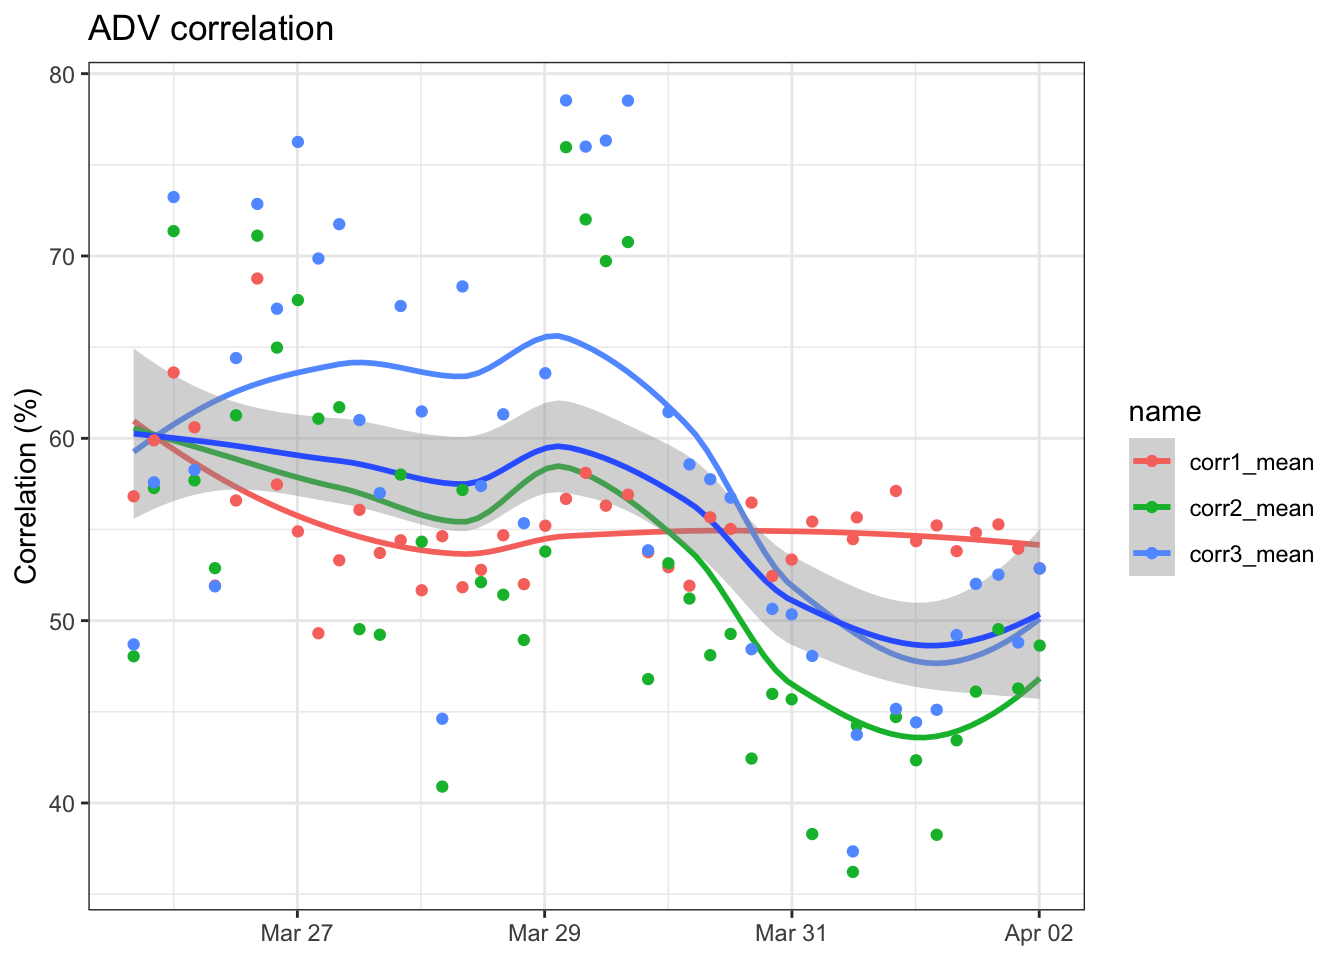 ADV correlation
Correlation (%)
80
70
60
50
40
Mar 27
Mar 29
Mar 31
Apr 02
name
corr1_mean
corr2_mean
corr3_mean